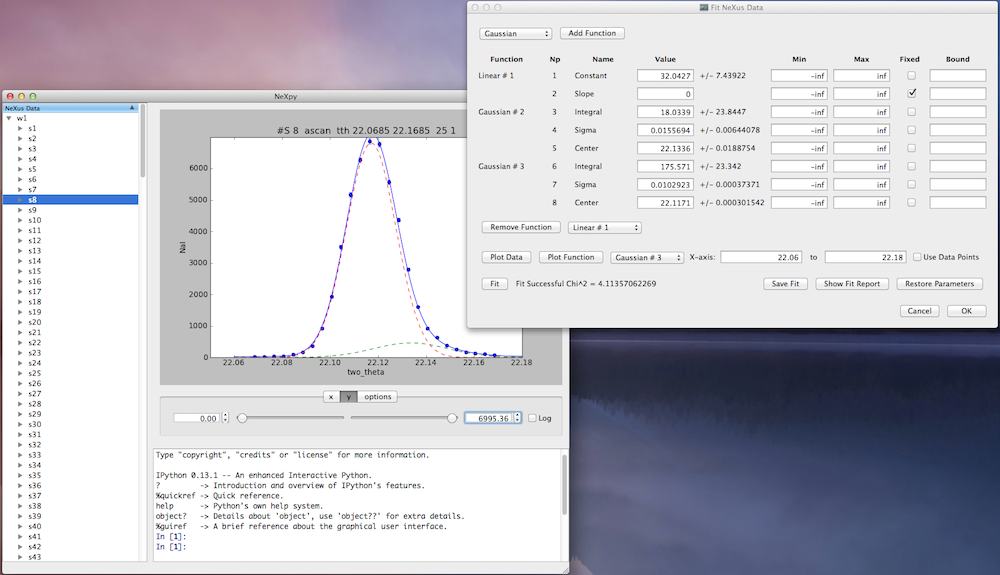 Fit NeXus Data
Gaussian
Add Function
Function Np Name Value Min Max Fixed Bound
Linear # 1 1 Constant 32.0427 +/- 7.43922 -inf inf
2 Slope 0 -inf inf
Gaussian # 2 3 Integral 18.0339 +/- 23.8447 -inf inf
4 Sigma 0.0155694 +/- 0.00644078 -inf inf
5 Center 22.1336 +/- 0.0188754 -inf inf
Gaussian # 3 6 Integral 175.571 +/- 23.342 -inf inf
7 Sigma 0.0102923 +/- 0.00037371 -inf inf
8 Center 22.1171 +/- 0.000301542 -inf inf
Remove Function Linear # 1
Plot Data Plot Function Gaussian # 3 X-axis: 22.06 to 22.18 Use Data Points
Fit Fit Successful Chi^2 = 4.11357062269 Save Fit Show Fit Report Restore Parameters
Cancel OK
NeXpy
NeXus Data
w1
s1
s2
s3
s4
s5
s6
s7
s8
s9
s10
s11
s12
s13
s14
s15
s16
s17
s18
s19
s20
s21
s22
s23
s24
s25
s26
s27
s28
s29
s30
s31
s32
s33
s34
s35
s36
s37
s38
s39
s40
s41
s42
s43
#S 8 ascan tth 22.0685 22.1685 25 1
7000
6000
5000
4000
3000
2000
1000
0
NaI
22.06 22.08 22.10 22.12 22.14 22.16 22.18
two_theta
x y options
0.00 6995.36 Log
Type "copyright", "credits" or "license" for more information.
IPython 0.13.1 -- An enhanced Interactive Python.
? -> Introduction and overview of IPython's features.
%quickref -> Quick reference.
help -> Python's own help system.
object? -> Details about 'object', use 'object??' for extra details.
%guiref -> A brief reference about the graphical user interface.
In [1]:
In [1]: